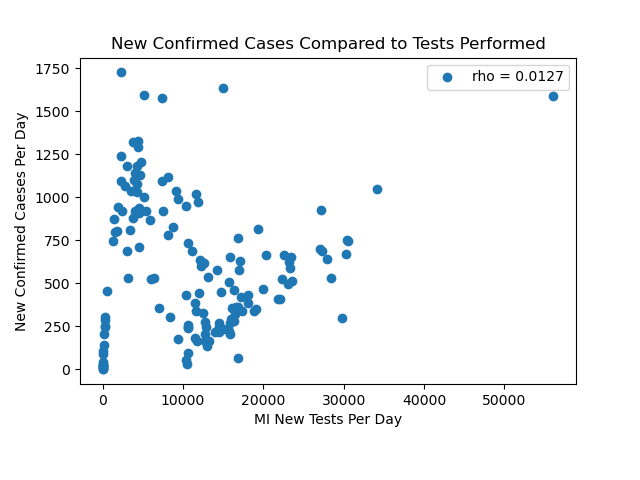 New Confirmed Cases Compared to Tests Performed
rho = 0.0127
New Confirmed Caeses Per Day
1750
1500
1250
1000
750
500
250
0
0 10000 20000 30000 40000 50000
MI New Tests Per Day